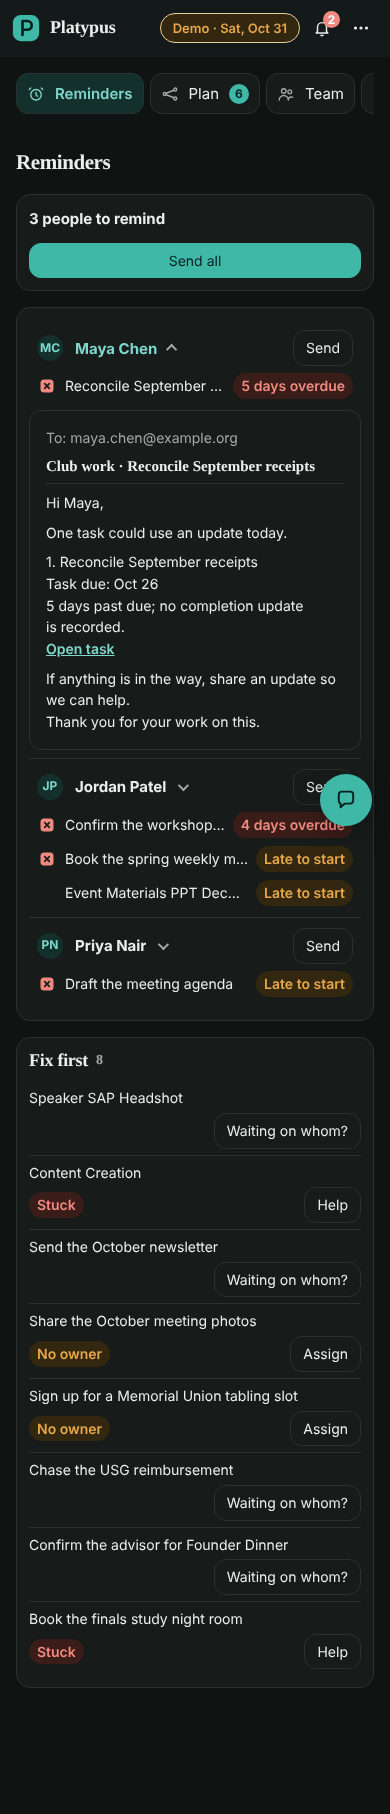 P Platypus
Demo · Sat, Oct 31
2
Reminders
Plan 6
Team
Reminders
3 people to remind
Send all
MC Maya Chen
Send
Reconcile September ... 5 days overdue
To: maya.chen@example.org
Club work · Reconcile September receipts
Hi Maya,
One task could use an update today.
1. Reconcile September receipts
Task due: Oct 26
5 days past due; no completion update
is recorded.
Open task
If anything is in the way, share an update so
we can help.
Thank you for your work on this.
JP Jordan Patel
Confirm the workshop... 4 days overdue
Book the spring weekly m... Late to start
Event Materials PPT Dec... Late to start
PN Priya Nair
Send
Draft the meeting agenda Late to start
Fix first 8
Speaker SAP Headshot
Waiting on whom?
Content Creation
Stuck Help
Send the October newsletter
Waiting on whom?
Share the October meeting photos
No owner Assign
Sign up for a Memorial Union tabling slot
No owner Assign
Chase the USG reimbursement
Waiting on whom?
Confirm the advisor for Founder Dinner
Waiting on whom?
Book the finals study night room
Stuck Help